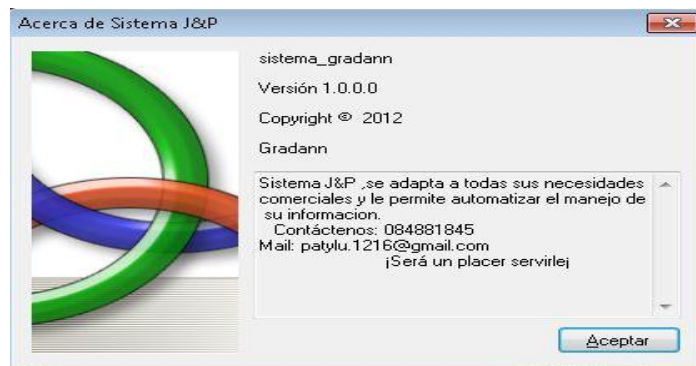 Acerca de Sistema J&P
sistema_gradann
Versión 1.0.0.0
Copyright © 2012
Gradann
Sistema J&P ,se adapta a todas sus necesidades
comerciales y le permite automatizar el manejo de
su informacion.
Contáctenos: 084881845
Mail: patylu.1216@gmail.com
¡Será un placer servirle¡
Aceptar